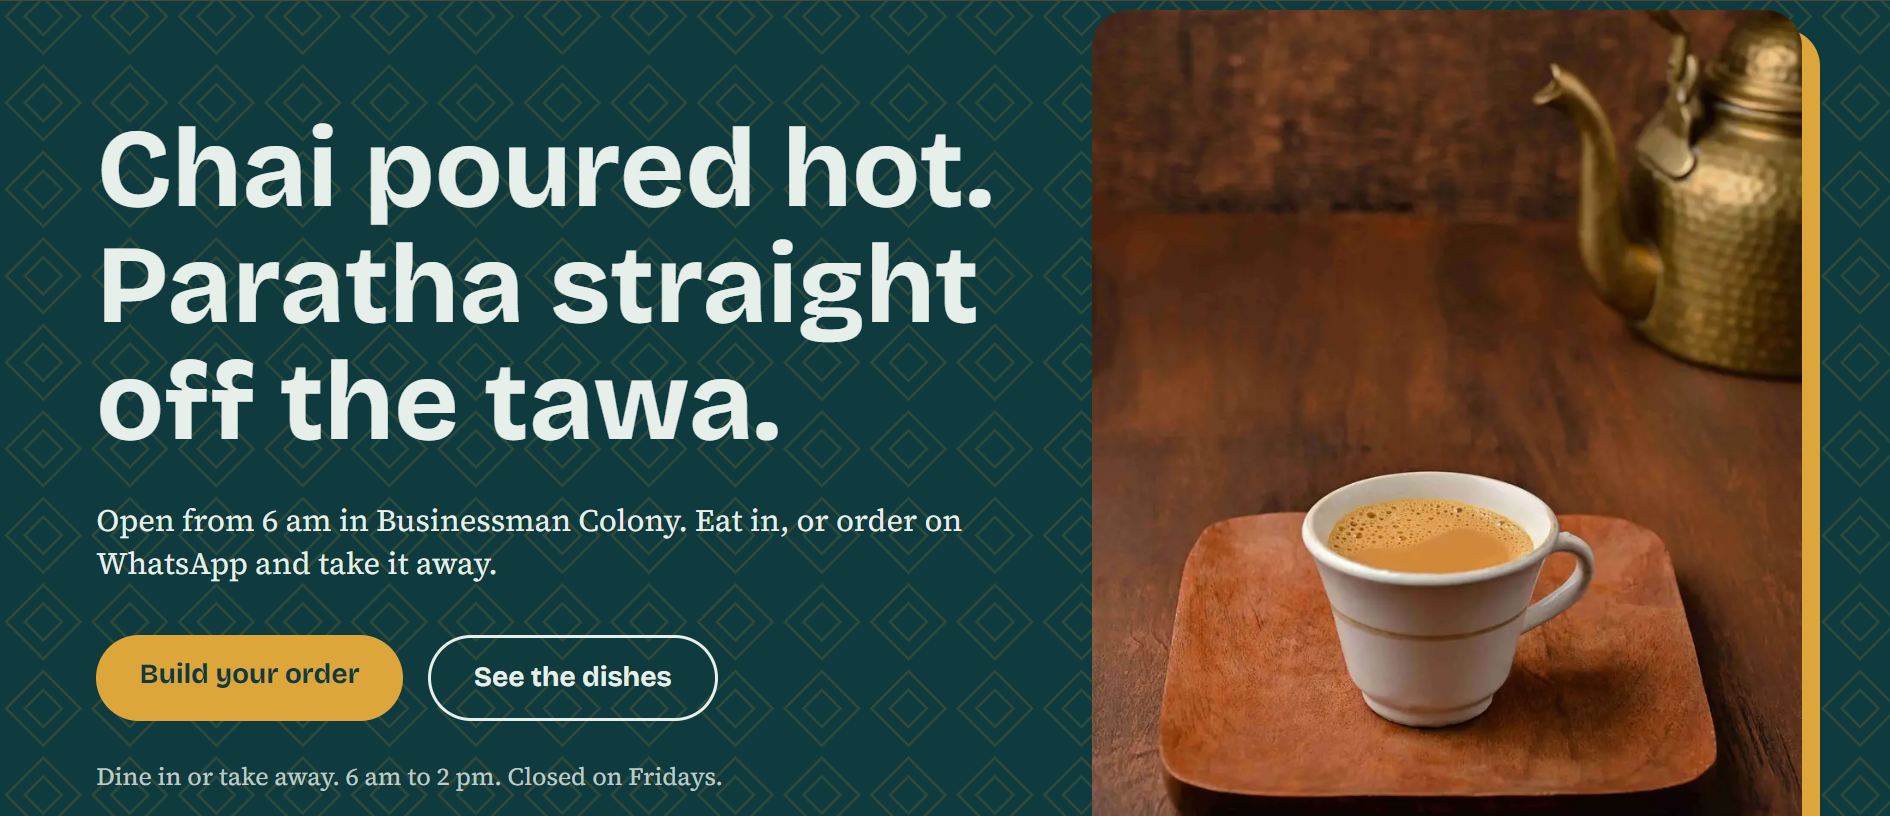 Chai poured hot.
Paratha straight
off the tawa.
Open from 6 am in Businessman Colony. Eat in, or order on
WhatsApp and take it away.
Build your order
See the dishes
Dine in or take away. 6 am to 2 pm. Closed on Fridays.